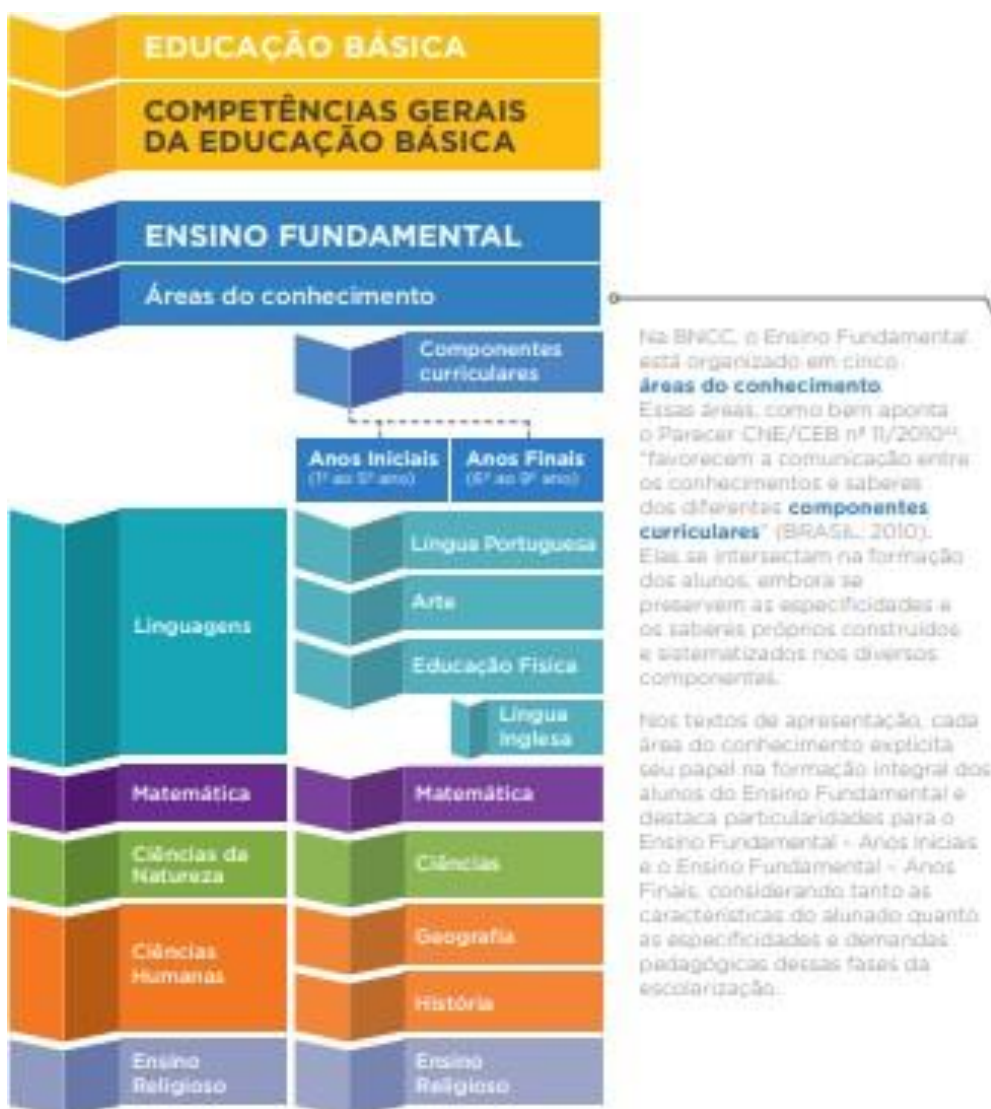 EDUCAÇÃO BÁSICA
COMPETÊNCIAS GERAIS
DA EDUCAÇÃO BÁSICA
ENSINO FUNDAMENTAL
Áreas do conhecimento
Componentes
curriculares
Anos Iniciais
(1º ao 5º ano)
Anos Finais
(6º ao 9º ano)
Linguagens
Língua Portuguesa
Arte
Educação Física
Língua
Inglesa
Matemática
Matemática
Ciências da
Natureza
Ciências
Ciências
Humanas
Geografia
História
Ensino
Religioso
Ensino
Religioso
Na BNCC, o Ensino Fundamental
está organizado em cinco
áreas do conhecimento.
Essas áreas, como bem aponta
o Parecer CNE/CEB nº 11/2010,
"favorecem a comunicação entre
os conhecimentos e saberes
dos diferentes componentes
curriculares" (BRASIL, 2010).
Elas se intersectam na formação
dos alunos, embora se
preservem as especificidades e
os saberes próprios construídos
e sistematizados nos diversos
componentes.
Nos textos de apresentação, cada
área do conhecimento explicita
seu papel na formação integral dos
alunos do Ensino Fundamental e
destaca particularidades para o
Ensino Fundamental – Anos Iniciais
e o Ensino Fundamental – Anos
Finais, considerando tanto as
características do alunado quanto
as especificidades e demandas
pedagógicas dessas fases da
escolarização.